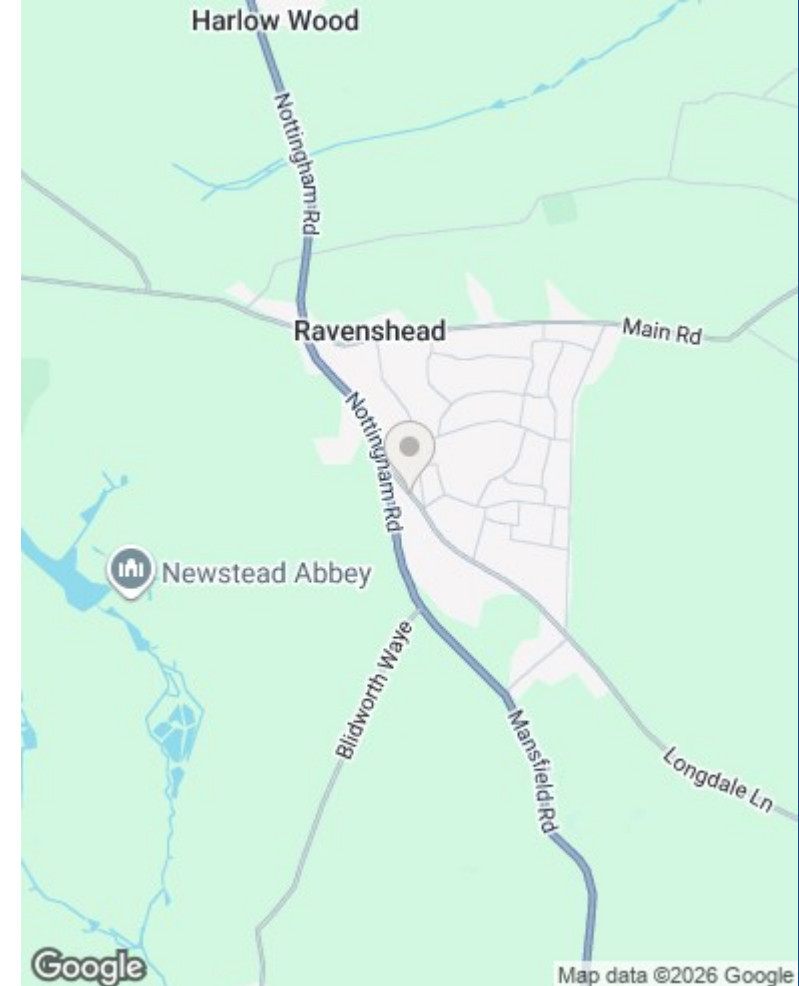 Harlow Wood
Nottingham Rd
Ravenshead
Main Rd
Nottingham Rd
Newstead Abbey
Blidworth Waye
Mansfield Rd
Longdale Ln
Google
Map data ©2026 Google